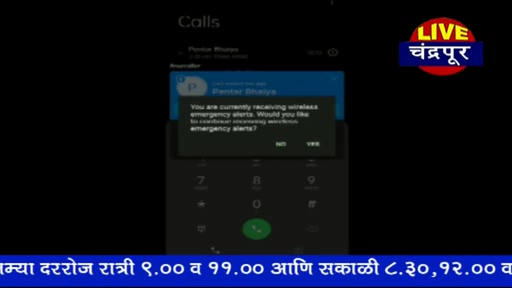 Calls
LIVE
चंद्रपूर
Pentar Bhaiya
Truecaller
P
Pentar Bhaiya
You are currently receiving wireless
emergency alerts. Would you like
to continue receiving wireless
emergency alerts?
NO YES
7 8 9
* 0 #
म्या दररोज रात्री ९.०० व ११.०० आणि सकाळी ८.३०,१२.०० व